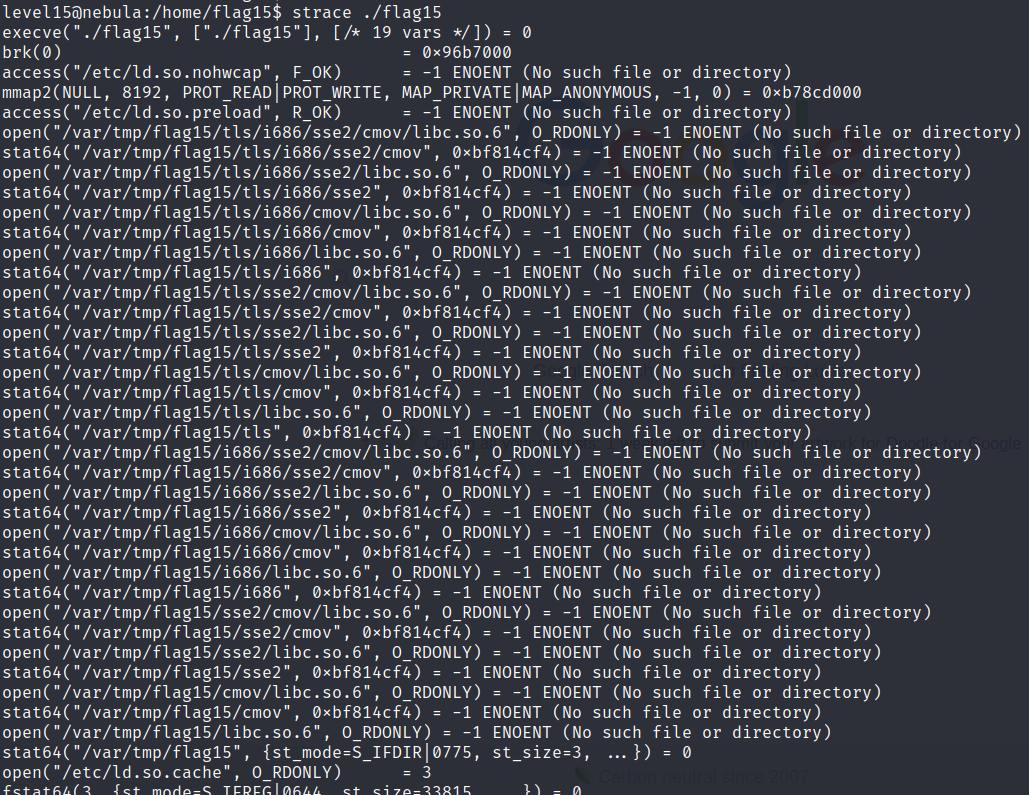 level15@nebula:/home/flag15$ strace ./flag15
execve("./flag15", ["./flag15"], [/* 19 vars */]) = 0
brk(0)                                  = 0×96b7000
access("/etc/ld.so.nohwcap", F_OK)      = -1 ENOENT (No such file or directory)
mmap2(NULL, 8192, PROT_READ|PROT_WRITE, MAP_PRIVATE|MAP_ANONYMOUS, -1, 0) = 0×b78cd000
access("/etc/ld.so.preload", R_OK)      = -1 ENOENT (No such file or directory)
open("/var/tmp/flag15/tls/i686/sse2/cmov/libc.so.6", O_RDONLY) = -1 ENOENT (No such file or directory)
stat64("/var/tmp/flag15/tls/i686/sse2/cmov", 0×bf814cf4) = -1 ENOENT (No such file or directory)
open("/var/tmp/flag15/tls/i686/sse2/libc.so.6", O_RDONLY) = -1 ENOENT (No such file or directory)
stat64("/var/tmp/flag15/tls/i686/sse2", 0×bf814cf4) = -1 ENOENT (No such file or directory)
open("/var/tmp/flag15/tls/i686/cmov/libc.so.6", O_RDONLY) = -1 ENOENT (No such file or directory)
stat64("/var/tmp/flag15/tls/i686/cmov", 0×bf814cf4) = -1 ENOENT (No such file or directory)
open("/var/tmp/flag15/tls/i686/libc.so.6", O_RDONLY) = -1 ENOENT (No such file or directory)
stat64("/var/tmp/flag15/tls/i686", 0×bf814cf4) = -1 ENOENT (No such file or directory)
open("/var/tmp/flag15/tls/sse2/cmov/libc.so.6", O_RDONLY) = -1 ENOENT (No such file or directory)
stat64("/var/tmp/flag15/tls/sse2/cmov", 0×bf814cf4) = -1 ENOENT (No such file or directory)
open("/var/tmp/flag15/tls/sse2/libc.so.6", O_RDONLY) = -1 ENOENT (No such file or directory)
stat64("/var/tmp/flag15/tls/sse2", 0×bf814cf4) = -1 ENOENT (No such file or directory)
open("/var/tmp/flag15/tls/cmov/libc.so.6", O_RDONLY) = -1 ENOENT (No such file or directory)
stat64("/var/tmp/flag15/tls/cmov", 0×bf814cf4) = -1 ENOENT (No such file or directory)
open("/var/tmp/flag15/tls/libc.so.6", O_RDONLY) = -1 ENOENT (No such file or directory)
stat64("/var/tmp/flag15/tls", 0×bf814cf4) = -1 ENOENT (No such file or directory)
open("/var/tmp/flag15/i686/sse2/cmov/libc.so.6", O_RDONLY) = -1 ENOENT (No such file or directory)
stat64("/var/tmp/flag15/i686/sse2/cmov", 0×bf814cf4) = -1 ENOENT (No such file or directory)
open("/var/tmp/flag15/i686/sse2/libc.so.6", O_RDONLY) = -1 ENOENT (No such file or directory)
stat64("/var/tmp/flag15/i686/sse2", 0×bf814cf4) = -1 ENOENT (No such file or directory)
open("/var/tmp/flag15/i686/cmov/libc.so.6", O_RDONLY) = -1 ENOENT (No such file or directory)
stat64("/var/tmp/flag15/i686/cmov", 0×bf814cf4) = -1 ENOENT (No such file or directory)
open("/var/tmp/flag15/i686/libc.so.6", O_RDONLY) = -1 ENOENT (No such file or directory)
stat64("/var/tmp/flag15/i686", 0×bf814cf4) = -1 ENOENT (No such file or directory)
open("/var/tmp/flag15/sse2/cmov/libc.so.6", O_RDONLY) = -1 ENOENT (No such file or directory)
stat64("/var/tmp/flag15/sse2/cmov", 0×bf814cf4) = -1 ENOENT (No such file or directory)
open("/var/tmp/flag15/sse2/libc.so.6", O_RDONLY) = -1 ENOENT (No such file or directory)
stat64("/var/tmp/flag15/sse2", 0×bf814cf4) = -1 ENOENT (No such file or directory)
open("/var/tmp/flag15/cmov/libc.so.6", O_RDONLY) = -1 ENOENT (No such file or directory)
stat64("/var/tmp/flag15/cmov", 0×bf814cf4) = -1 ENOENT (No such file or directory)
open("/var/tmp/flag15/libc.so.6", O_RDONLY) = -1 ENOENT (No such file or directory)
stat64("/var/tmp/flag15", {st_mode=S_IFDIR|0775, st_size=3, ...}) = 0
open("/etc/ld.so.cache", O_RDONLY)      = 3
Carbon neutral since 2007
fstat64(3, {st_mode=S_IFREG|0644, st_size=33815, ...}) = 0